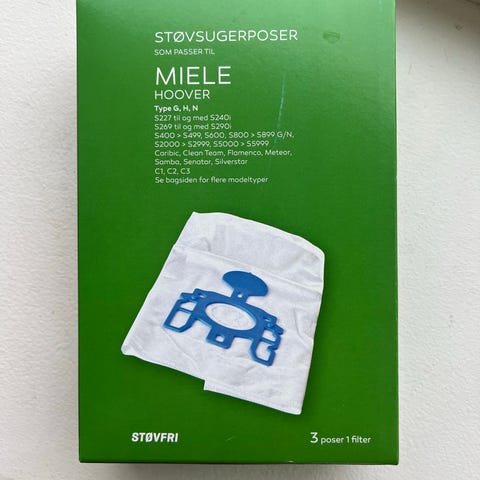 STØVSUGERPOSER
SOM PASSER TIL
MIELE
HOOVER
Type G, H, N
S227 til og med S240i
S269 til og med S290i
S400 > S499, S600, S800 > S899 G/N,
S2000 > S2999, S5000 > S5999
Caribic, Clean Team, Flamenco, Meteor,
Samba, Senator, Silverstar
C1, C2, C3
Se bagsiden for flere modeltyper
STØVFRI
3 poser 1 filter